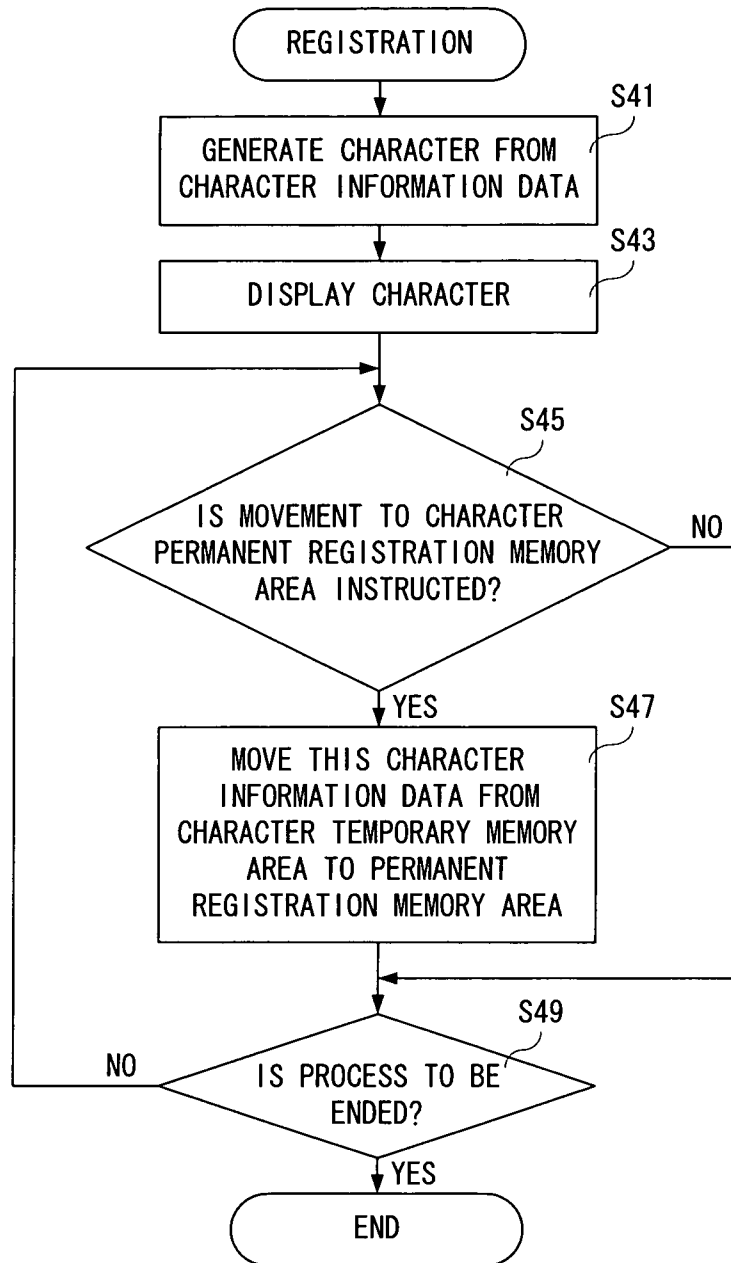 REGISTRATION
S41
GENERATE CHARACTER FROM
CHARACTER INFORMATION DATA
S43
DISPLAY CHARACTER
S45
IS MOVEMENT TO CHARACTER
PERMANENT REGISTRATION MEMORY
AREA INSTRUCTED?
NO
YES
S47
MOVE THIS CHARACTER
INFORMATION DATA FROM
CHARACTER TEMPORARY MEMORY
AREA TO PERMANENT
REGISTRATION MEMORY AREA
S49
NO
IS PROCESS TO BE
ENDED?
YES
END